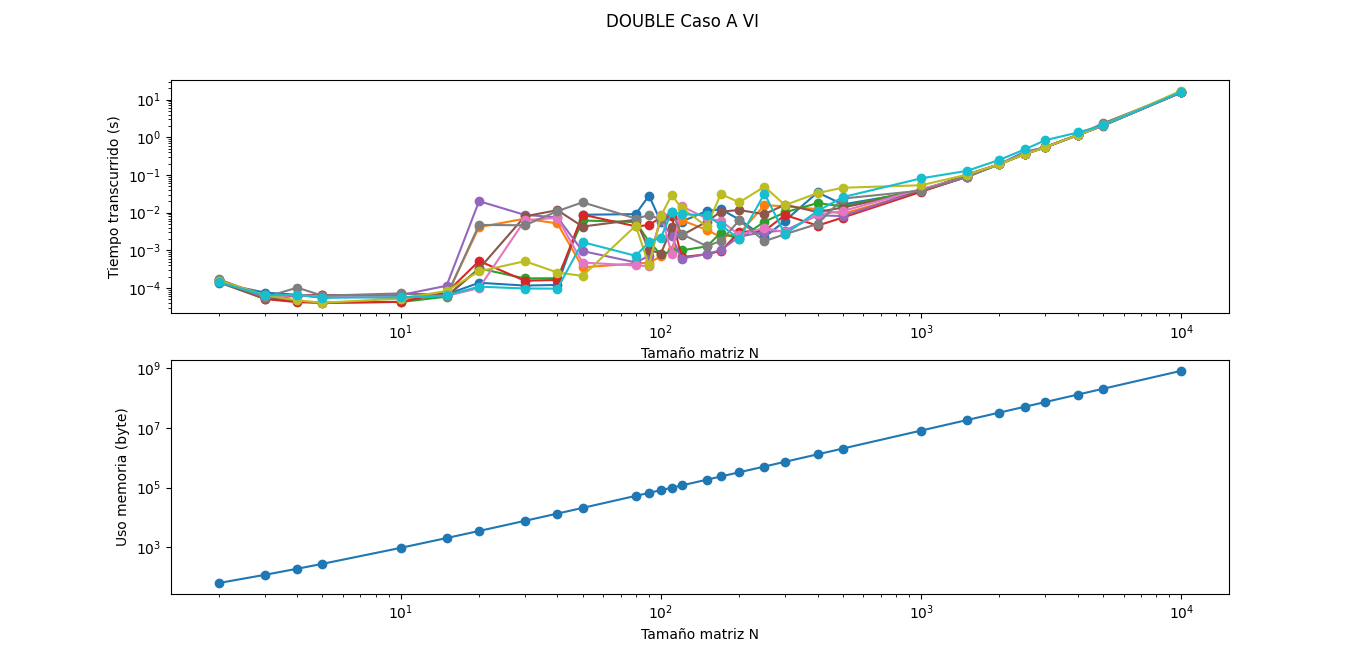 DOUBLE Caso A VI
Tiempo transcurrido (s)
10¹
10⁰
10⁻¹
10⁻²
10⁻³
10⁻⁴
10¹ 10² 10³ 10⁴
Tamaño matriz N
Uso memoria (byte)
10⁹
10⁷
10⁵
10³
10¹ 10² 10³ 10⁴
Tamaño matriz N